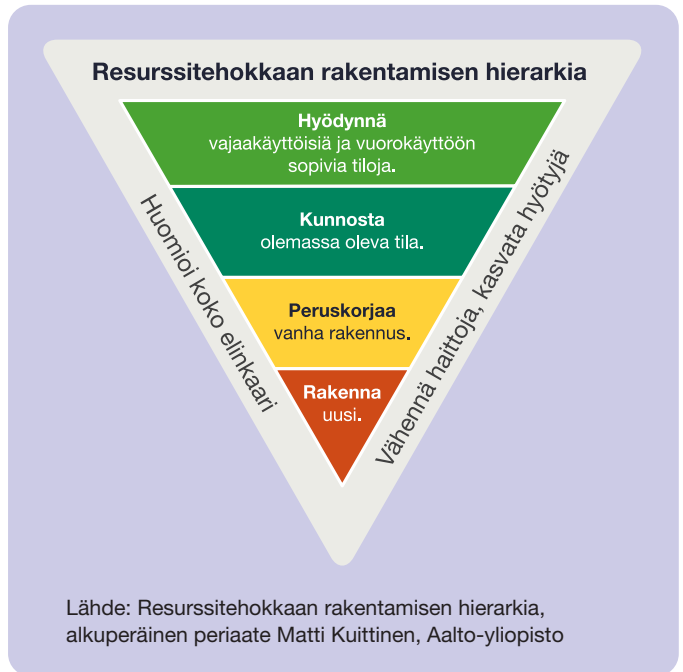 Resurssitehokkaan rakentamisen hierarkia
Hyödynnä
vajaakäyttöisiä ja vuorokäyttöön
sopivia tiloja.
Kunnosta
olemassa oleva tila.
Peruskorjaa
vanha rakennus.
Rakenna
uusi.
Huomioi koko elinkaari
Vähennä haittoja, kasvata hyötyjä
Lähde: Resurssitehokkaan rakentamisen hierarkia,
alkuperäinen periaate Matti Kuittinen, Aalto-yliopisto